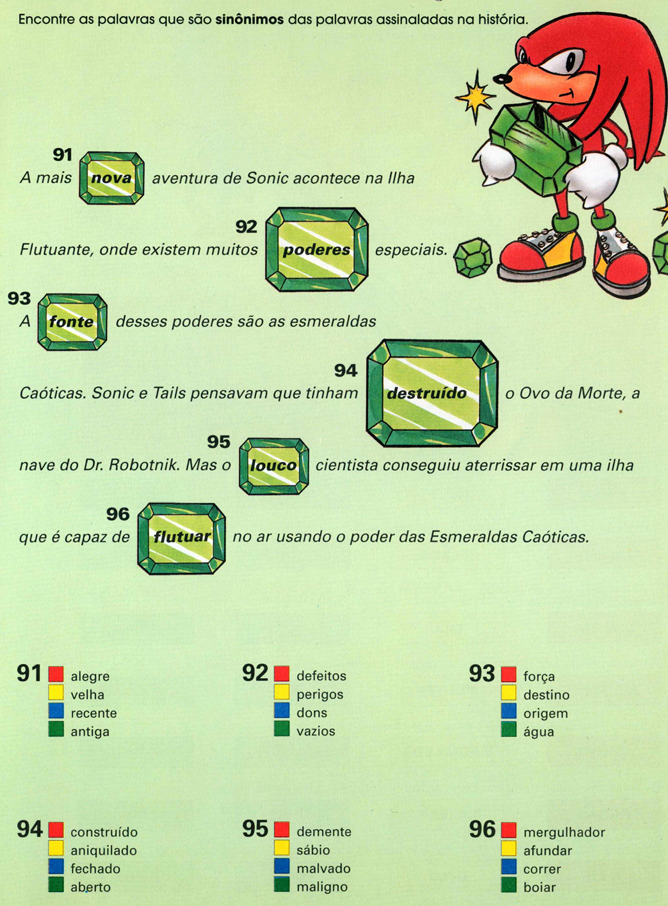 Encontre as palavras que são sinônimos das palavras assinaladas na história.
91
A mais nova aventura de Sonic acontece na Ilha
92
Flutuante, onde existem muitos poderes especiais.
93
A fonte desses poderes são as esmeraldas
94
Caóticas. Sonic e Tails pensavam que tinham destruído o Ovo da Morte, a
95
nave do Dr. Robotnik. Mas o louco cientista conseguiu aterrissar em uma ilha
96
que é capaz de flutuar no ar usando o poder das Esmeraldas Caóticas.
91 alegre
velha
recente
antiga
92 defeitos
perigos
dons
vazios
93 força
destino
origem
água
94 construído
aniquilado
fechado
aberto
95 demente
sábio
malvado
maligno
96 mergulhador
afundar
correr
boiar